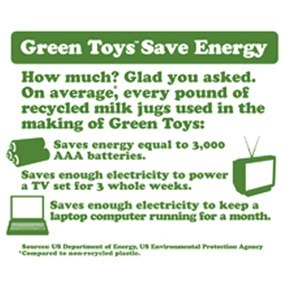 Green Toys™ Save Energy
How much? Glad you asked.
On average*, every pound of
recycled milk jugs used in the
making of Green Toys:
Saves energy equal to 3,000
AAA batteries.
Saves enough electricity to power
a TV set for 3 whole weeks.
Saves enough electricity to keep a
laptop computer running for a month.
Sources: US Department of Energy, US Environmental Protection Agency
*Compared to non-recycled plastic.